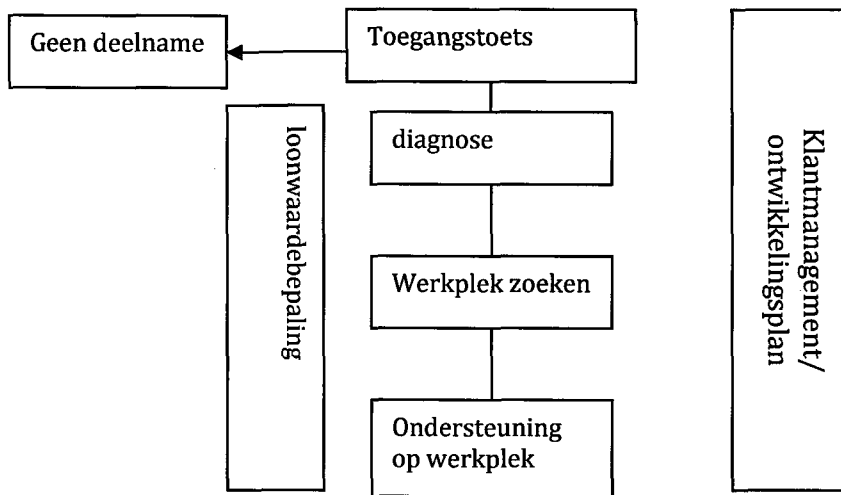 Geen deelname
Toegangstoets
loonwaardebepaling
diagnose
Werkplek zoeken
Ondersteuning
op werkplek
Klantmanagement/
ontwikkelingsplan